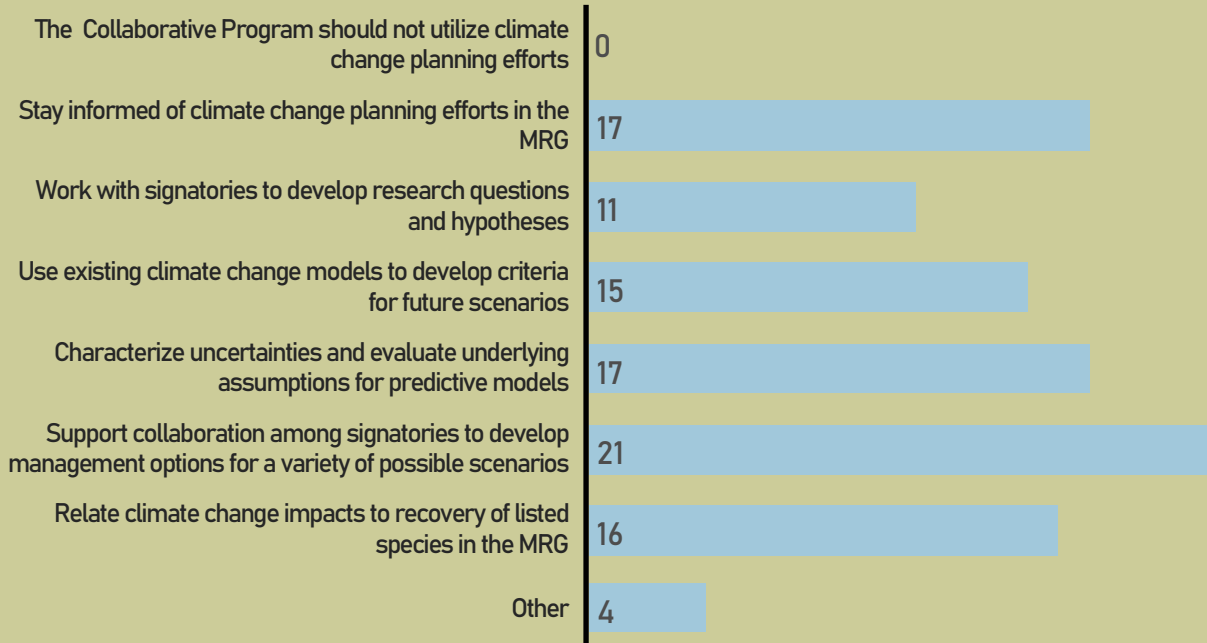 The Collaborative Program should not utilize climate
change planning efforts
0
Stay informed of climate change planning efforts in the
MRG
17
Work with signatories to develop research questions
and hypotheses
11
Use existing climate change models to develop criteria
for future scenarios
15
Characterize uncertainties and evaluate underlying
assumptions for predictive models
17
Support collaboration among signatories to develop
management options for a variety of possible scenarios
21
Relate climate change impacts to recovery of listed
species in the MRG
16
Other
4